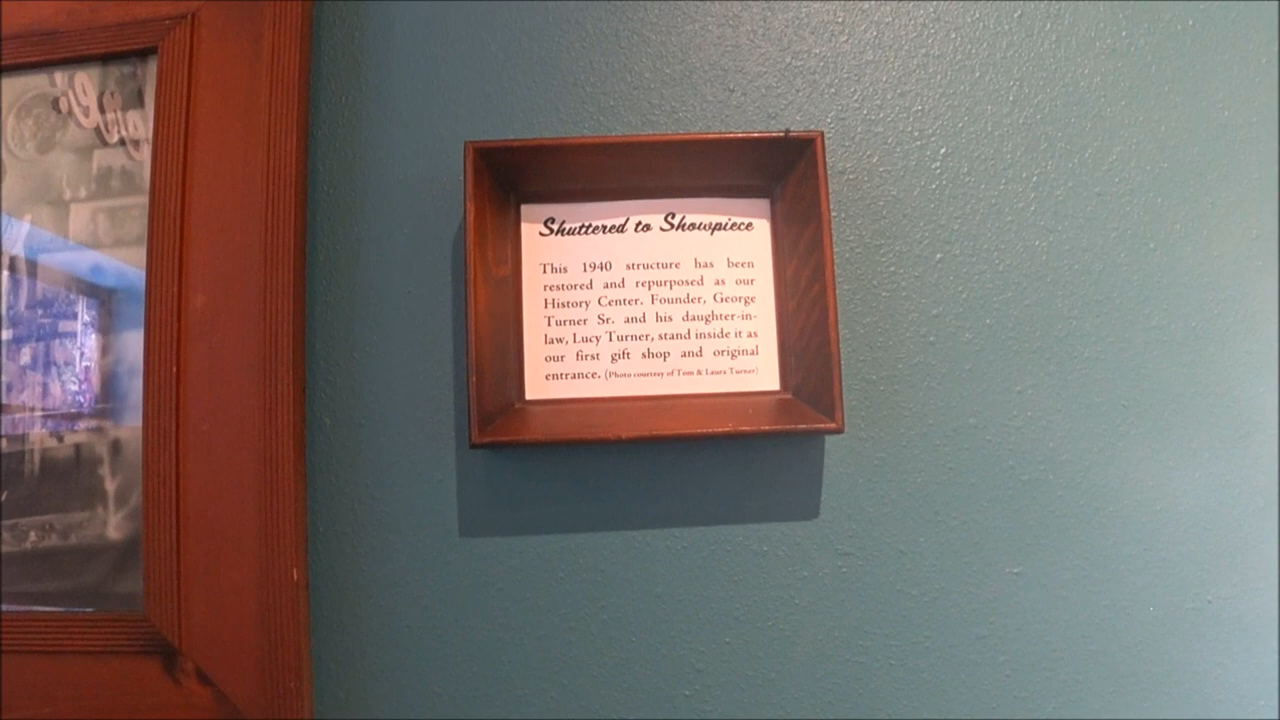 Shuttered to Showpiece
This 1940 structure has been
restored and repurposed as our
History Center. Founder, George
Turner Sr. and his daughter-in-
law, Lucy Turner, stand inside it as
our first gift shop and original
entrance. (Photo courtesy of Tom & Laura Turner)